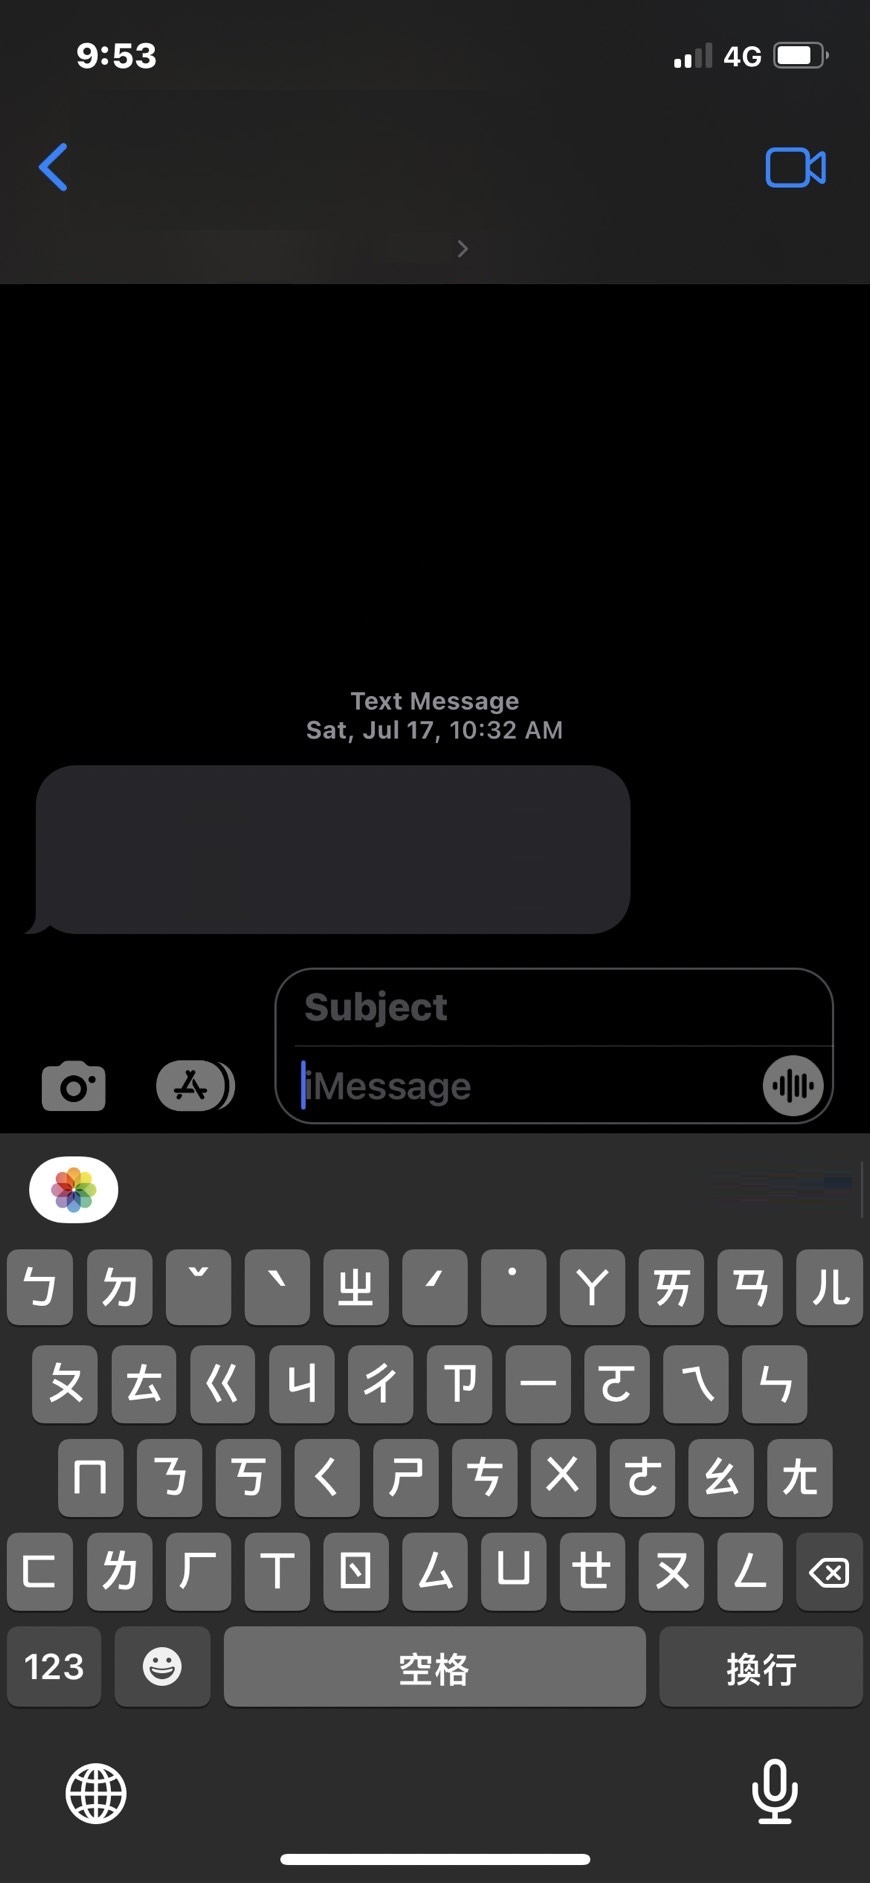 9:53
4G
Text Message
Sat, Jul 17, 10:32 AM
Subject
iMessage
ㄅ ㄉ ˇ ˋ ㄓ ˊ ˙ ㄚ ㄞ ㄢ ㄦ
ㄆ ㄊ ㄍ ㄐ ㄔ ㄗ ㄧ ㄛ ㄟ ㄣ
ㄇ ㄋ ㄎ ㄑ ㄕ ㄘ ㄨ ㄜ ㄠ ㄤ
ㄈ ㄌ ㄏ ㄒ ㄖ ㄙ ㄩ ㄝ ㄡ ㄥ
123 空格 換行